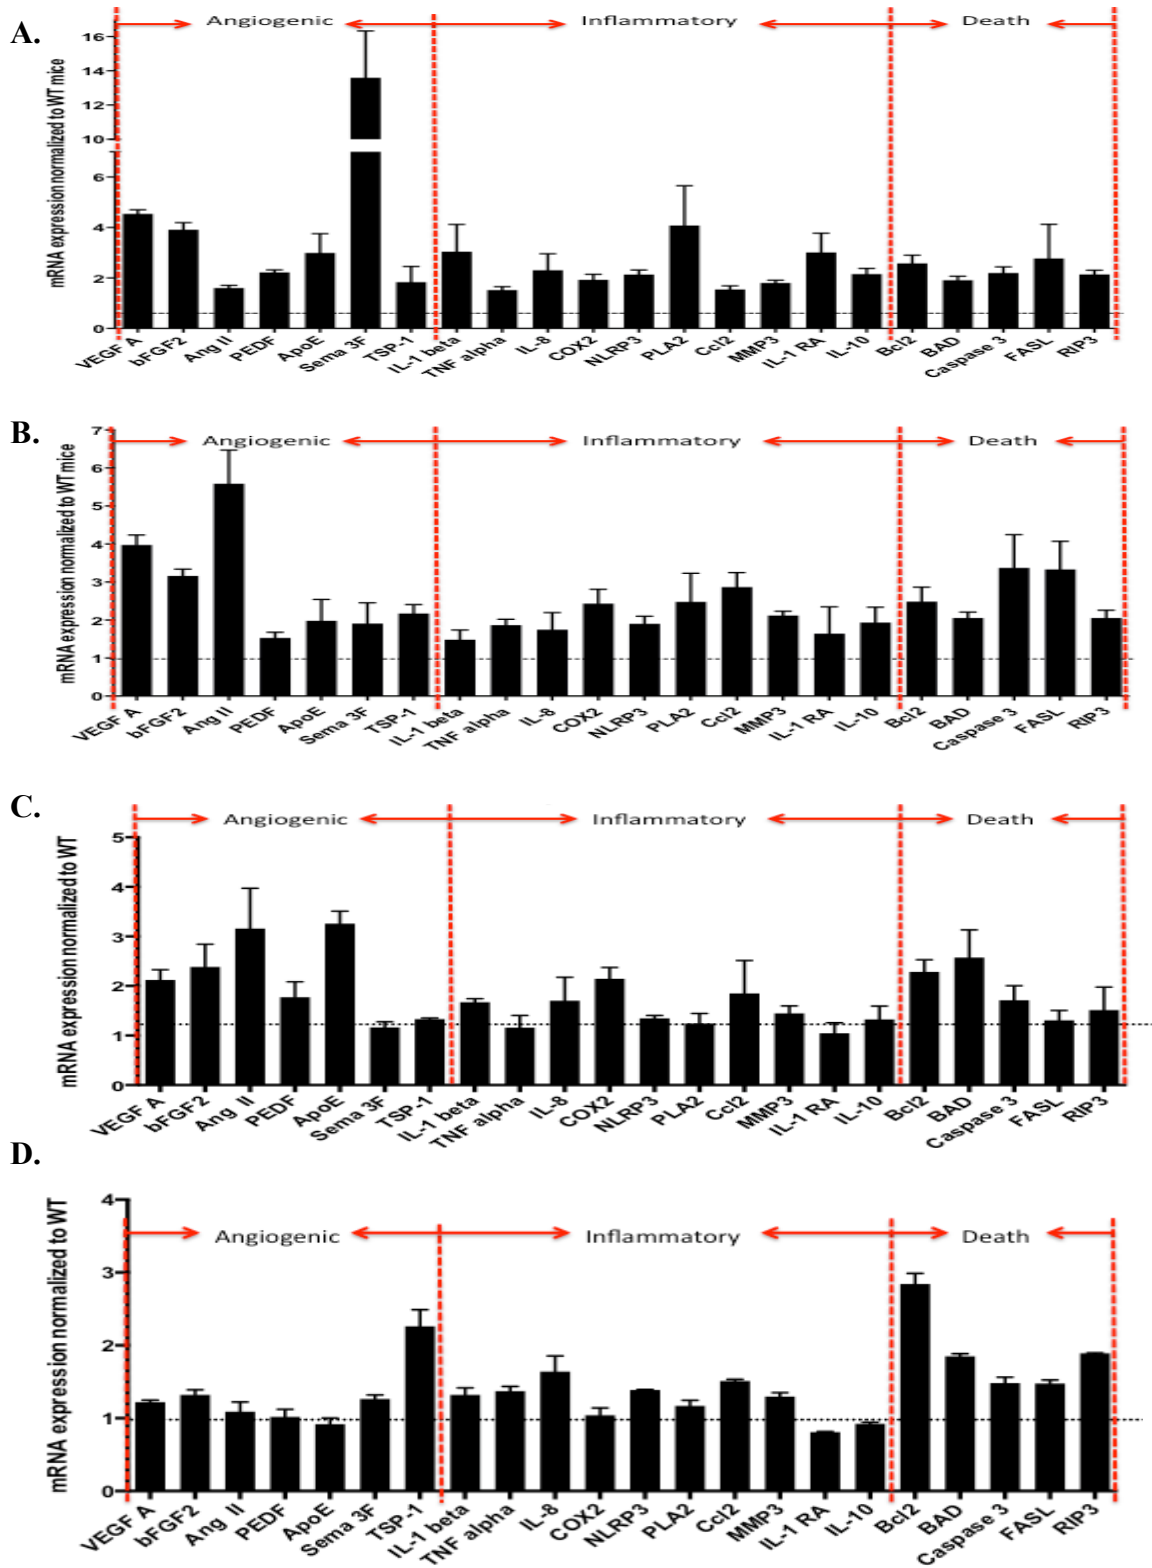 A.
Angiogenic Inflammatory Death
mRNA expression normalized to WT mice
16
14
12
10
6
4
2
0
VEGF A bFGF2 Ang II PEDF ApoE Sema 3F TSP-1 IL-1 beta TNF alpha IL-8 COX2 NLRP3 PLA2 Ccl2 MMP3 IL-1 RA IL-10 Bcl2 BAD Caspase 3 FASL RIP3
B.
Angiogenic Inflammatory Death
mRNA expression normalized to WT mice
7
6
5
4
3
2
1
0
VEGF A bFGF2 Ang II PEDF ApoE Sema 3F TSP-1 IL-1 beta TNF alpha IL-8 COX2 NLRP3 PLA2 Ccl2 MMP3 IL-1 RA IL-10 Bcl2 BAD Caspase 3 FASL RIP3
C.
Angiogenic Inflammatory Death
mRNA expression normalized to WT
5
4
3
2
1
0
VEGF A bFGF2 Ang II PEDF ApoE Sema 3F TSP-1 IL-1 beta TNF alpha IL-8 COX2 NLRP3 PLA2 Ccl2 MMP3 IL-1 RA IL-10 Bcl2 BAD Caspase 3 FASL RIP3
D.
Angiogenic Inflammatory Death
mRNA expression normalized to WT
4
3
2
1
0
VEGF A bFGF2 Ang II PEDF ApoE Sema 3F TSP-1 IL-1 beta TNF alpha IL-8 COX2 NLRP3 PLA2 Ccl2 MMP3 IL-1 RA IL-10 Bcl2 BAD Caspase 3 FASL RIP3